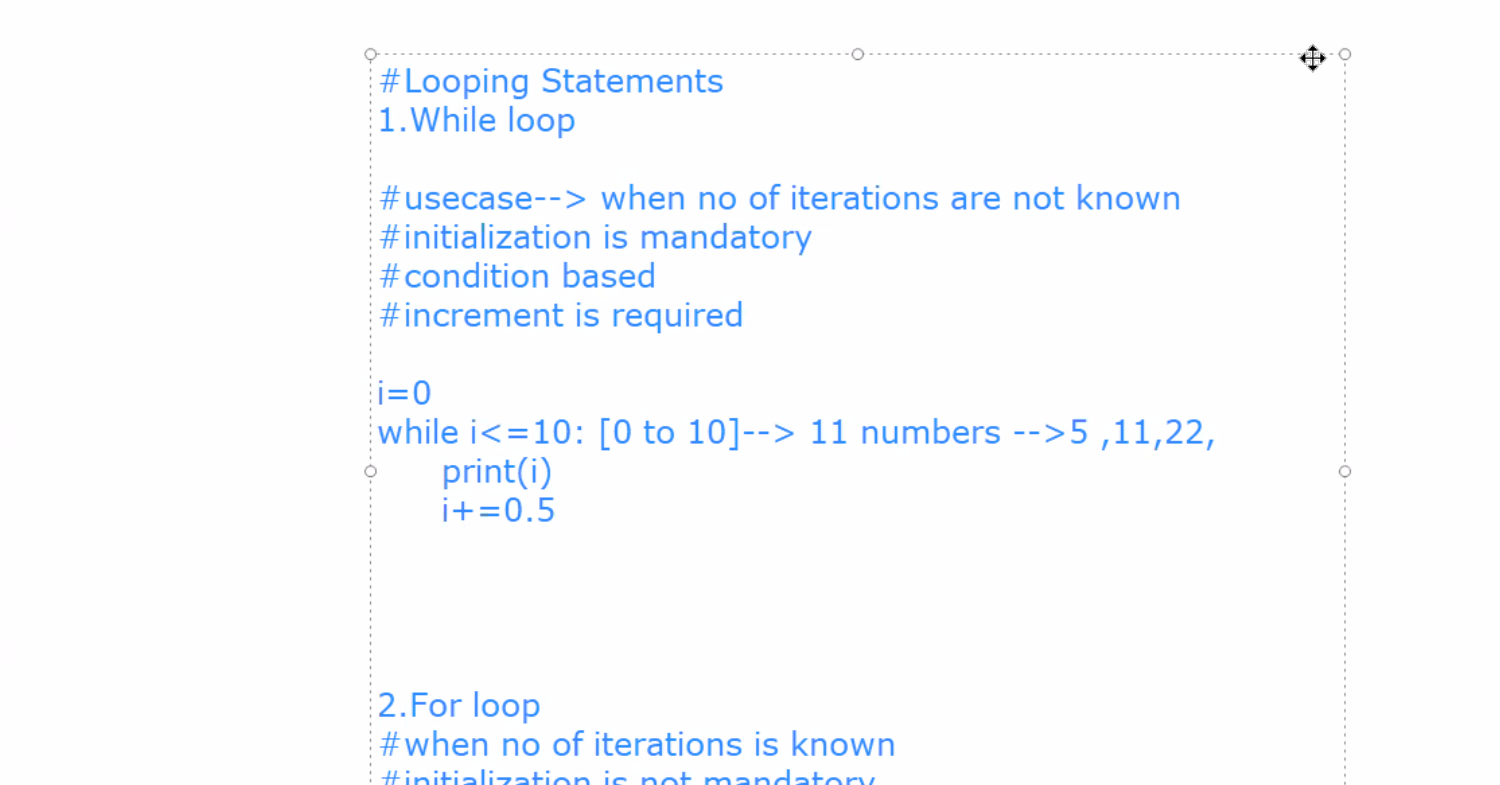 #Looping Statements
1.While loop
#usecase--> when no of iterations are not known
#initialization is mandatory
#condition based
#increment is required
i=0
while i<=10: [0 to 10]--> 11 numbers -->5 ,11,22,
print(i)
i+=0.5
2.For loop
#when no of iterations is known
#initialization is not mandatory